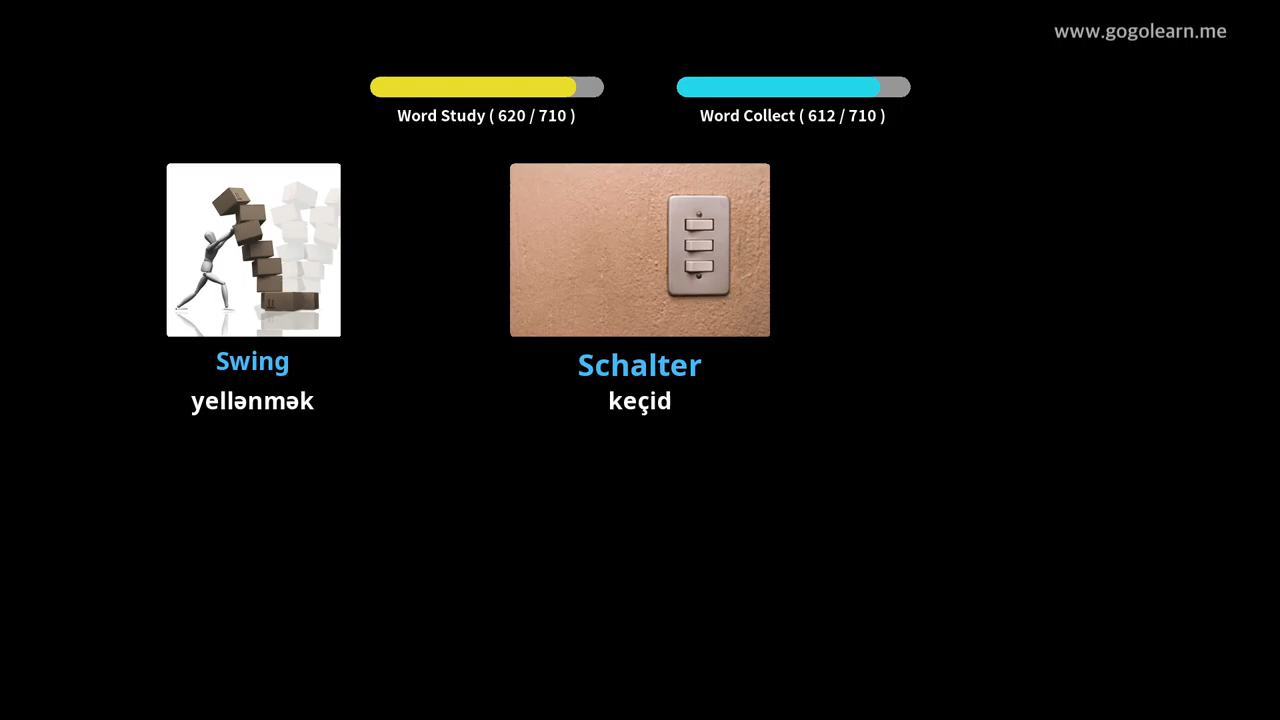 www.gogolearn.me
Word Study ( 620 / 710 )
Word Collect ( 612 / 710 )
Swing
yellənmək
Schalter
keçid